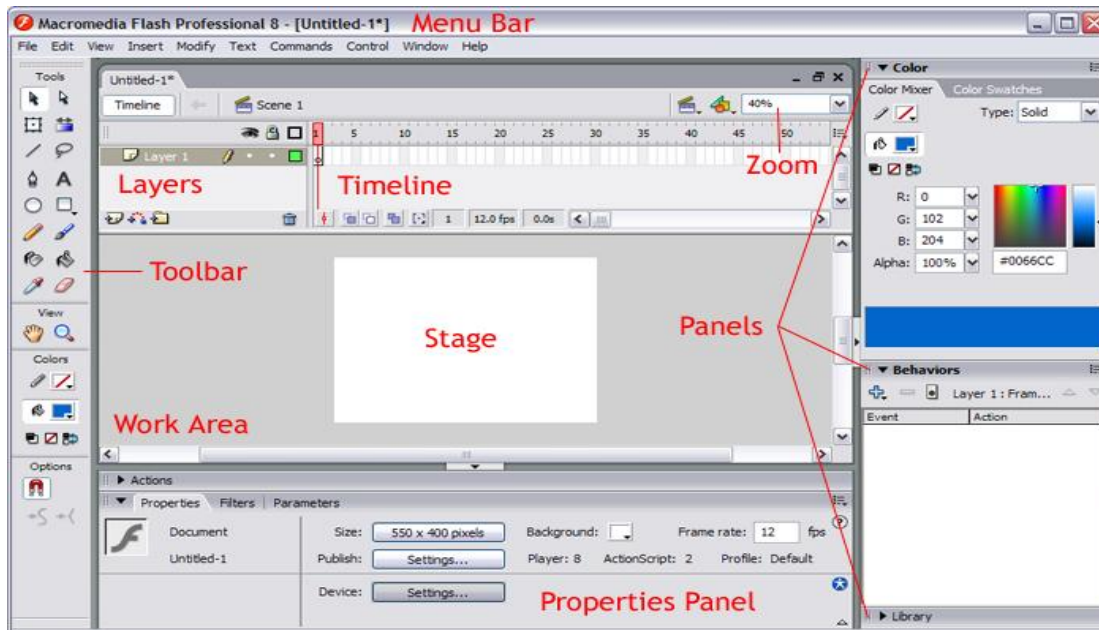 Macromedia Flash Professional 8 - [Untitled-1*] Menu Bar
File Edit View Insert Modify Text Commands Control Window Help
Tools
Untitled-1*
Timeline Scene 1 40%
1 5 10 15 20 25 30 35 40 45 50
Layer 1
Layers Timeline Zoom
1 12.0 fps 0.0s
Toolbar
View
Colors
Options
Stage
Work Area
Panels
Color
Color Mixer Color Swatches
Type: Solid
R: 0
G: 102
B: 204
Alpha: 100% #0066CC
Behaviors
Layer 1 : Fram...
Event Action
Library
Actions
Properties Filters Parameters
Document Size: 550 x 400 pixels Background: Frame rate: 12 fps
Untitled-1 Publish: Settings... Player: 8 ActionScript: 2 Profile: Default
Device: Settings...
Properties Panel